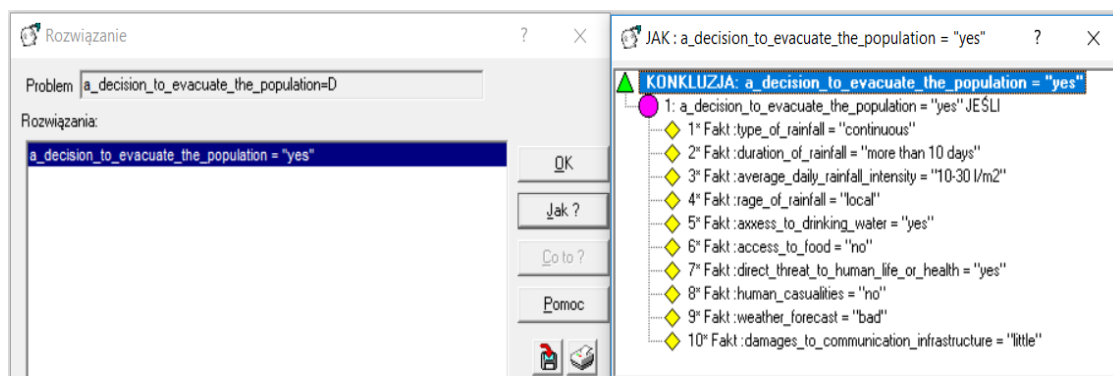 Rozwiązanie
?
Problem a_decision_to_evacuate_the_population=D
Rozwiązania:
a_decision_to_evacuate_the_population = "yes"
OK
Jak ?
Co to ?
Pomoc
JAK : a_decision_to_evacuate_the_population = "yes"
?
KONKLUZJA: a_decision_to_evacuate_the_population = "yes"
1: a_decision_to_evacuate_the_population = "yes" JEŚLI
1* Fakt :type_of_rainfall = "continuous"
2* Fakt :duration_of_rainfall = "more than 10 days"
3* Fakt :average_daily_rainfall_intensity = "10-30 l/m2"
4* Fakt :rage_of_rainfall = "local"
5* Fakt :axxess_to_drinking_water = "yes"
6* Fakt :access_to_food = "no"
7* Fakt :direct_threat_to_human_life_or_health = "yes"
8* Fakt :human_casualities = "no"
9* Fakt :weather_forecast = "bad"
10* Fakt :damages_to_communication_infrastructure = "little"